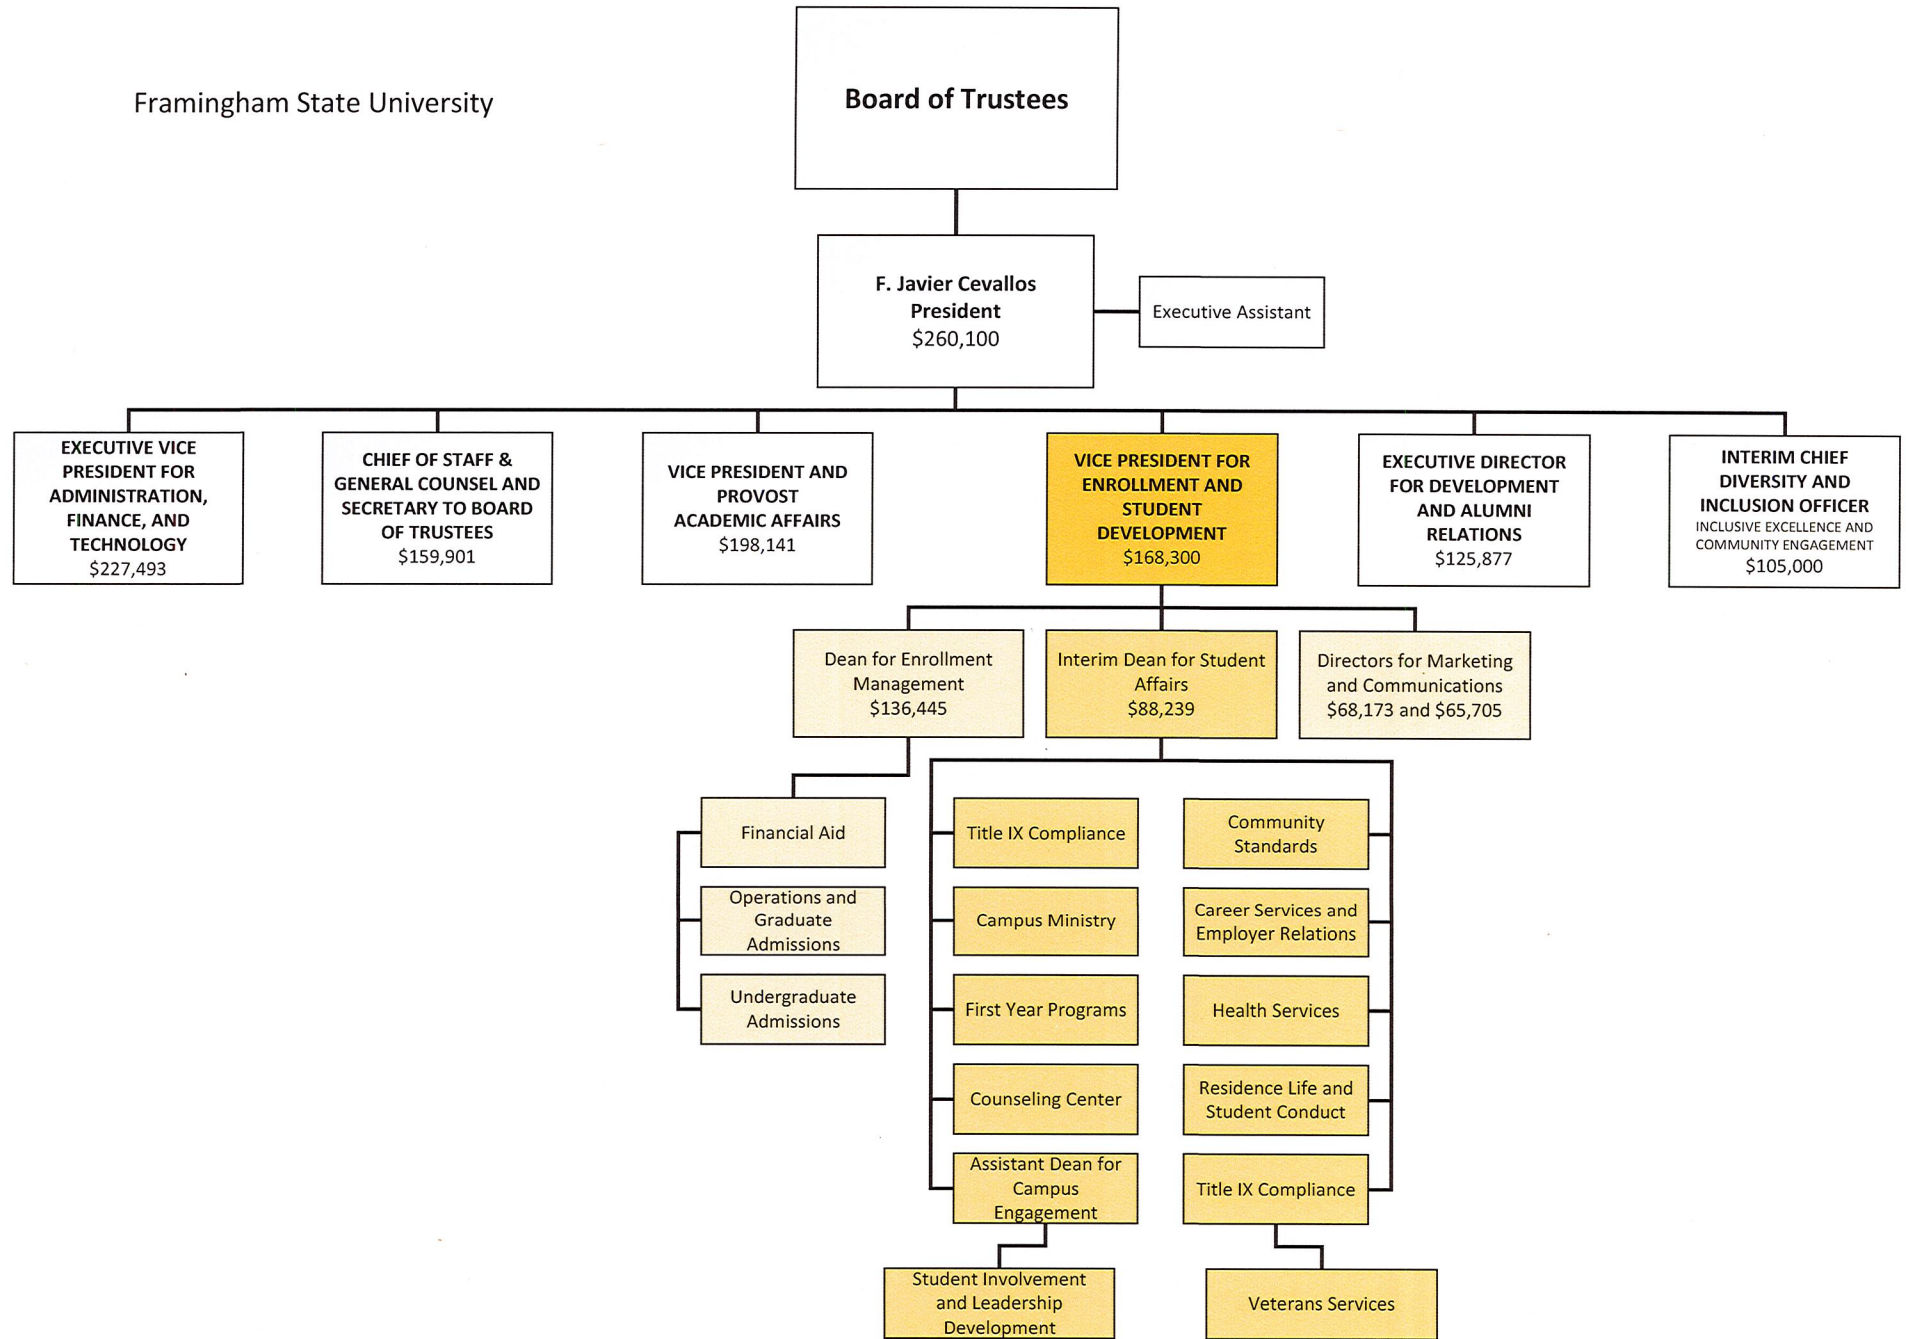 Framingham State University
Board of Trustees
F. Javier Cevallos
President
$260,100
Executive Assistant
EXECUTIVE VICE
PRESIDENT FOR
ADMINISTRATION,
FINANCE, AND
TECHNOLOGY
$227,493
CHIEF OF STAFF &
GENERAL COUNSEL AND
SECRETARY TO BOARD
OF TRUSTEES
$159,901
VICE PRESIDENT AND
PROVOST
ACADEMIC AFFAIRS
$198,141
VICE PRESIDENT FOR
ENROLLMENT AND
STUDENT
DEVELOPMENT
$168,300
EXECUTIVE DIRECTOR
FOR DEVELOPMENT
AND ALUMNI
RELATIONS
$125,877
INTERIM CHIEF
DIVERSITY AND
INCLUSION OFFICER
INCLUSIVE EXCELLENCE AND
COMMUNITY ENGAGEMENT
$105,000
Dean for Enrollment
Management
$136,445
Interim Dean for Student
Affairs
$88,239
Directors for Marketing
and Communications
$68,173 and $65,705
Financial Aid
Operations and
Graduate
Admissions
Undergraduate
Admissions
Title IX Compliance
Campus Ministry
First Year Programs
Counseling Center
Assistant Dean for
Campus
Engagement
Student Involvement
and Leadership
Development
Community
Standards
Career Services and
Employer Relations
Health Services
Residence Life and
Student Conduct
Title IX Compliance
Veterans Services